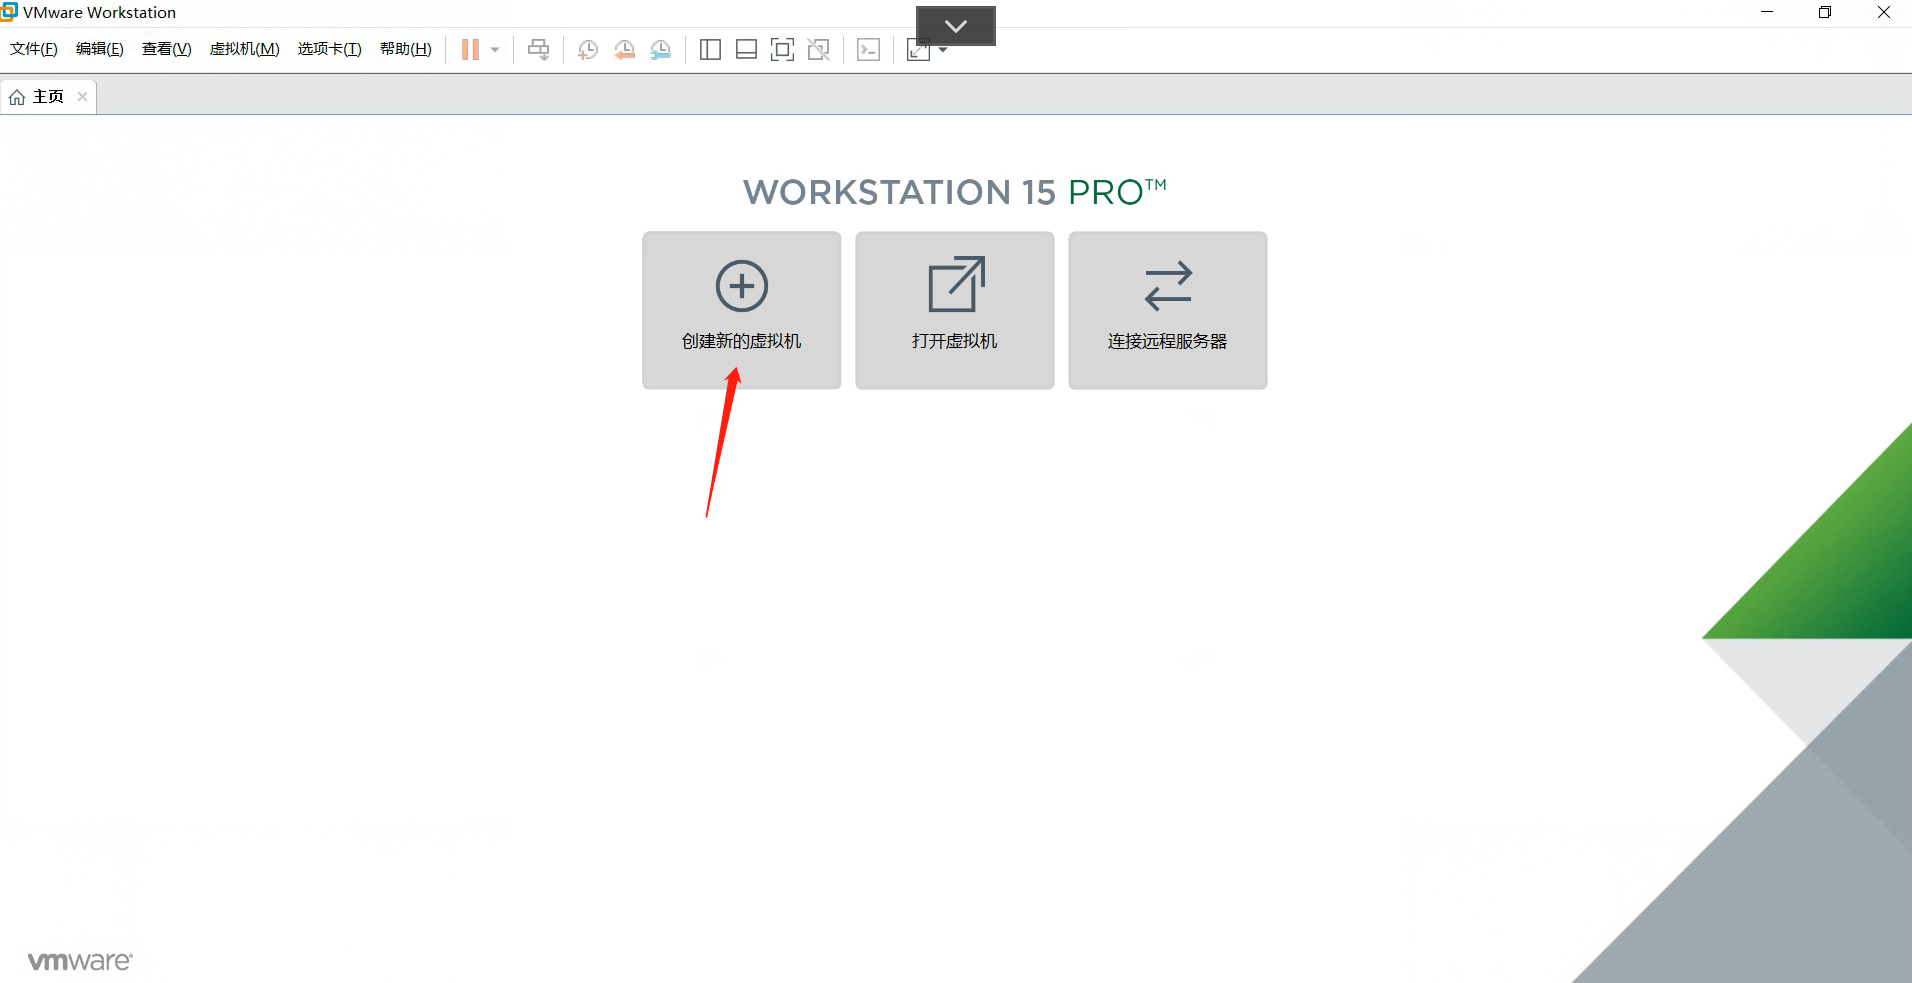 VMware Workstation
文件(F) 编辑(E) 查看(V) 虚拟机(M) 选项卡(T) 帮助(H)
主页
WORKSTATION 15 PRO™
创建新的虚拟机 打开虚拟机 连接远程服务器
vmware®